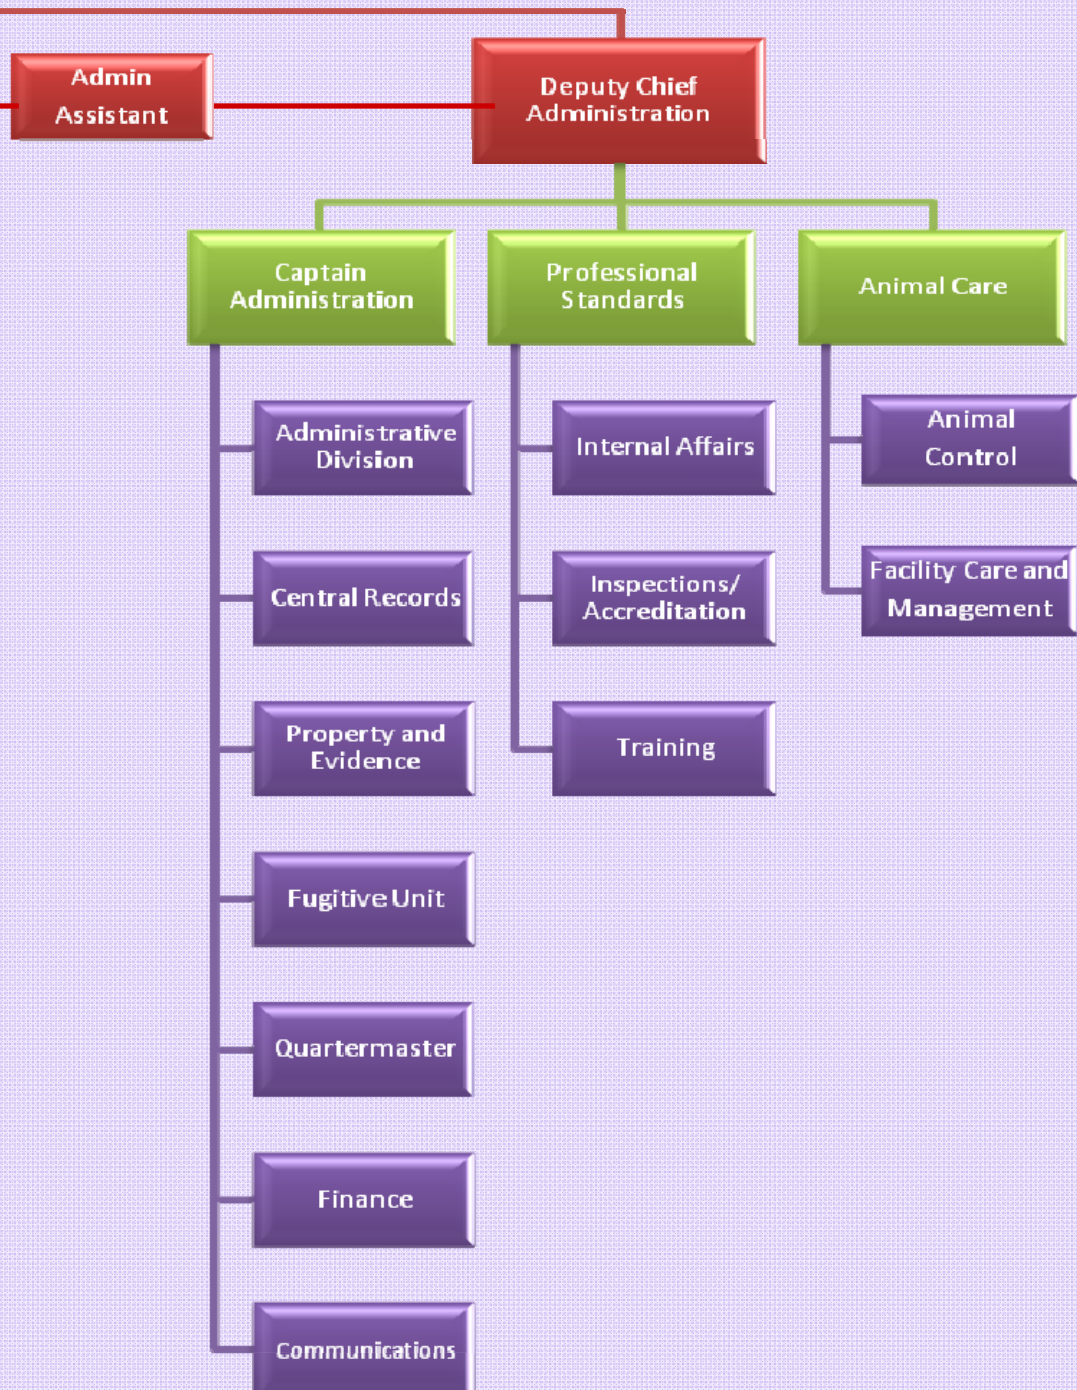 Admin
Assistant
Deputy Chief
Administration
Captain
Administration
Professional
Standards
Animal Care
Administrative
Division
Internal Affairs
Animal
Control
Central Records
Inspections/
Accreditation
Facility Care and
Management
Property and
Evidence
Training
Fugitive Unit
Quartermaster
Finance
Communications